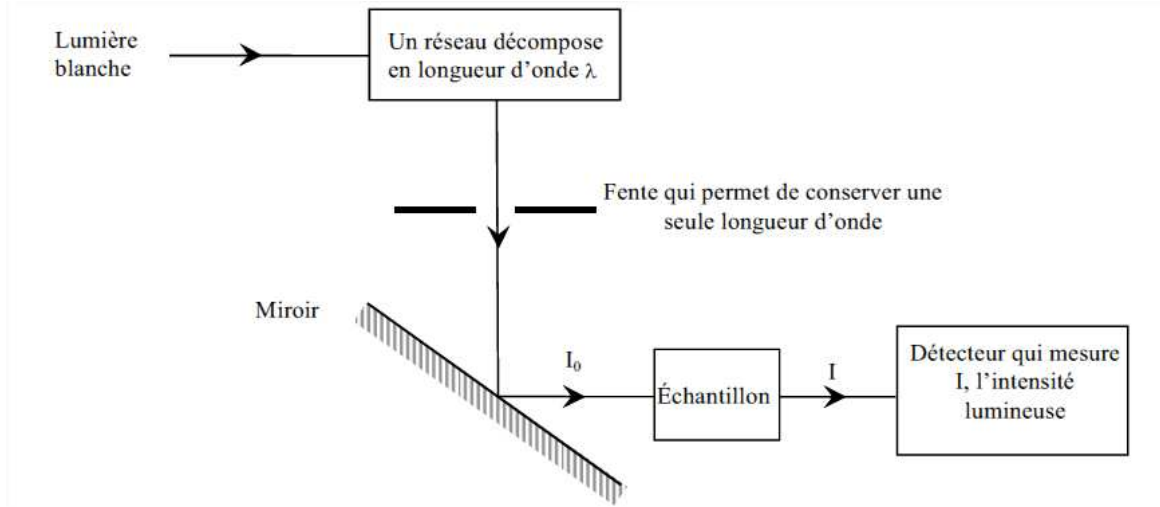 Lumière
blanche
Un réseau décompose
en longueur d'onde λ
Fente qui permet de conserver une
seule longueur d'onde
Miroir
I₀
Échantillon
I
Détecteur qui mesure
I, l'intensité
lumineuse